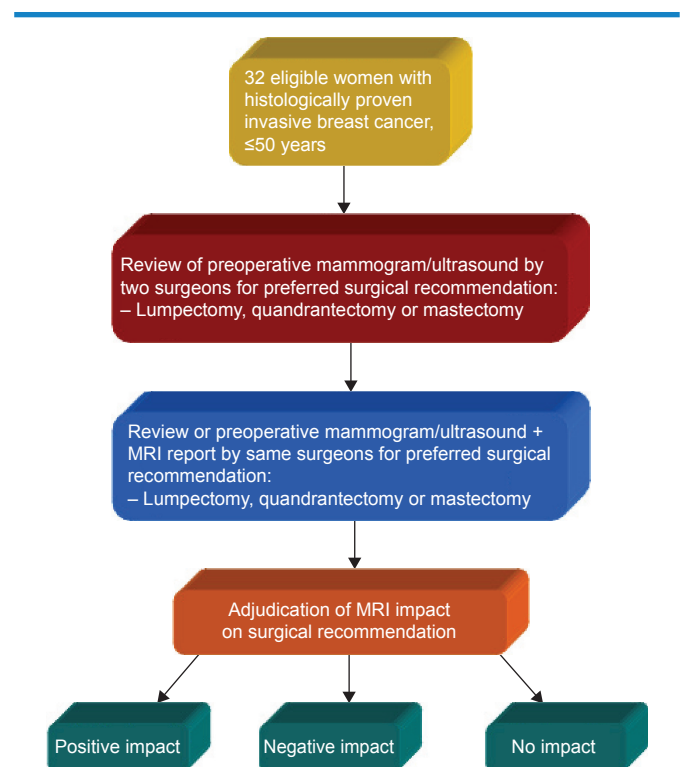 32 eligible women with
histologically proven
invasive breast cancer,
≤50 years
Review of preoperative mammogram/ultrasound by
two surgeons for preferred surgical recommendation:
– Lumpectomy, quandrantectomy or mastectomy
Review or preoperative mammogram/ultrasound +
MRI report by same surgeons for preferred surgical
recommendation:
– Lumpectomy, quandrantectomy or mastectomy
Adjudication of MRI impact
on surgical recommendation
Positive impact
Negative impact
No impact